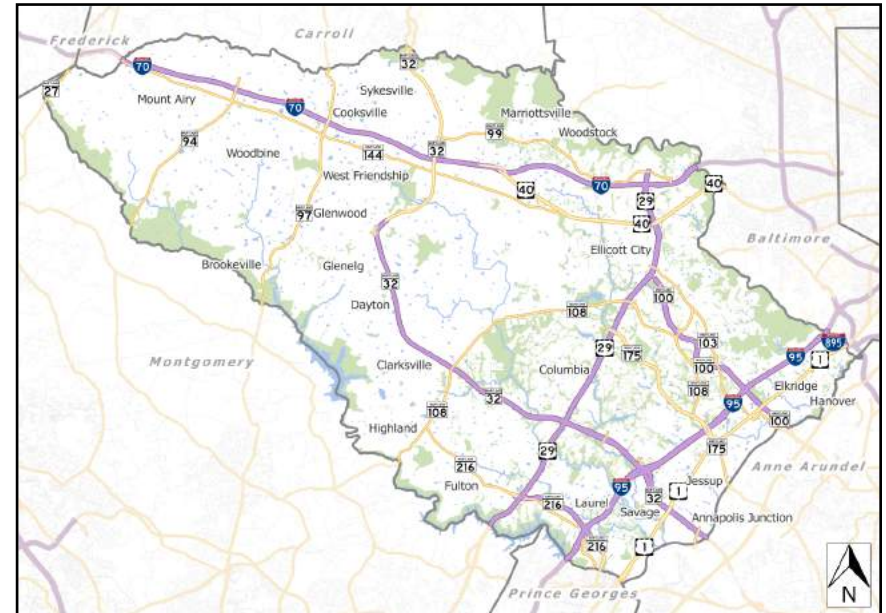 Carroll
Frederick
32
70
27
Sykesville
Mount Airy
70
Cooksville
Marriottsville
99
Woodstock
94
32
Woodbine
144
West Friendship
70
40
40
29
97
Glenwood
40
Baltimore
Ellicott City
Brookeville
Glenelg
32
100
Dayton
108
103
895
29
95
1
175
Montgomery
Clarksville
Columbia
100
Elkridge
108
32
95
Hanover
108
100
Highland
175
29
216
Anne Arundel
Fulton
Jessup
95
1
32
216
Laurel
Savage
Annapolis Junction
216
1
Prince Georges
N